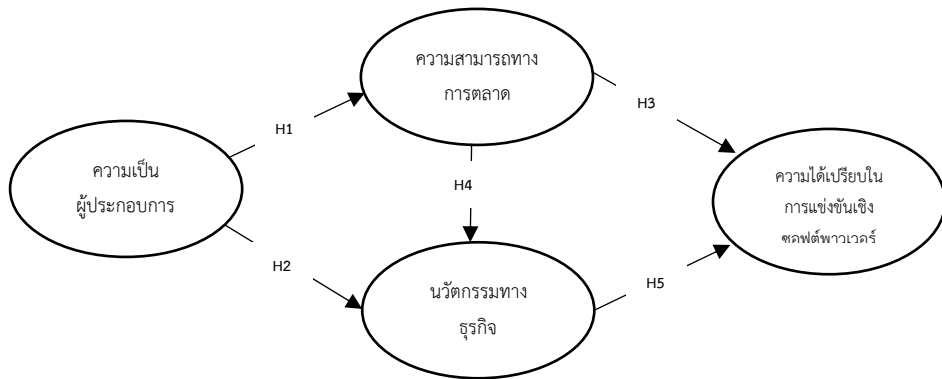 ความสามารถทาง
การตลาด
H1
H3
ความเป็น
ผู้ประกอบการ
H4
ความได้เปรียบใน
การแข่งขันเชิง
ซอฟต์พาวเวอร์
H2
H5
นวัตกรรมทาง
ธุรกิจ